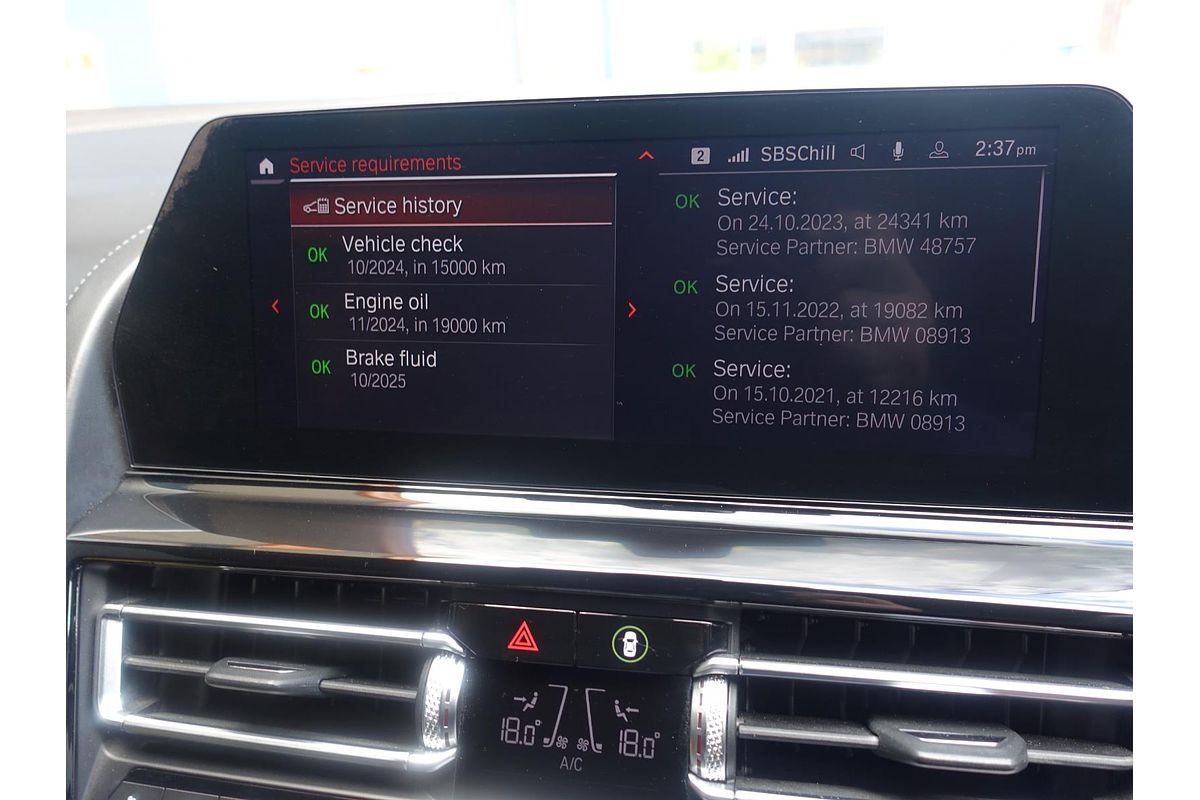 Service requirements
2 SBSChill 2:37pm
Service history
OK Vehicle check
10/2024, in 15000 km
OK Engine oil
11/2024, in 19000 km
OK Brake fluid
10/2025
OK Service:
On 24.10.2023, at 24341 km
Service Partner: BMW 48757
OK Service:
On 15.11.2022, at 19082 km
Service Partner: BMW 08913
OK Service:
On 15.10.2021, at 12216 km
Service Partner: BMW 08913
18.0° 18.0°
A/C